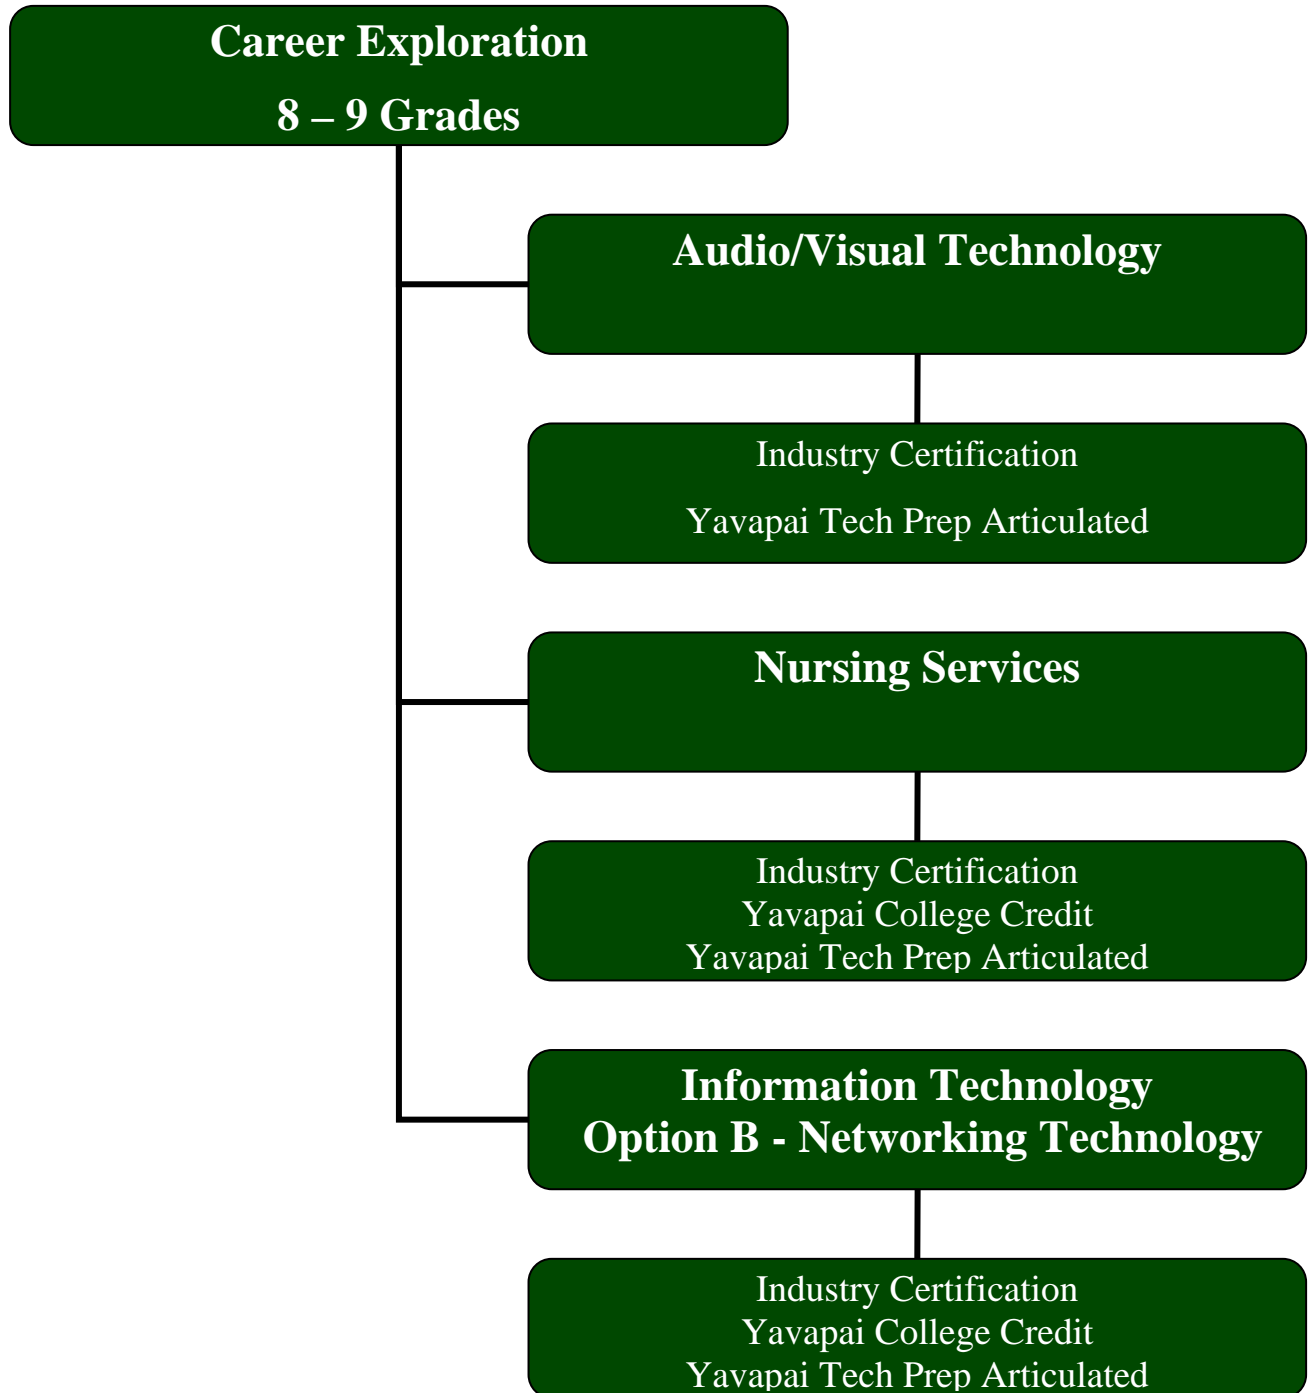 Career Exploration
8 – 9 Grades
Audio/Visual Technology
Industry Certification
Yavapai Tech Prep Articulated
Nursing Services
Industry Certification
Yavapai College Credit
Yavapai Tech Prep Articulated
Information Technology
Option B - Networking Technology
Industry Certification
Yavapai College Credit
Yavapai Tech Prep Articulated